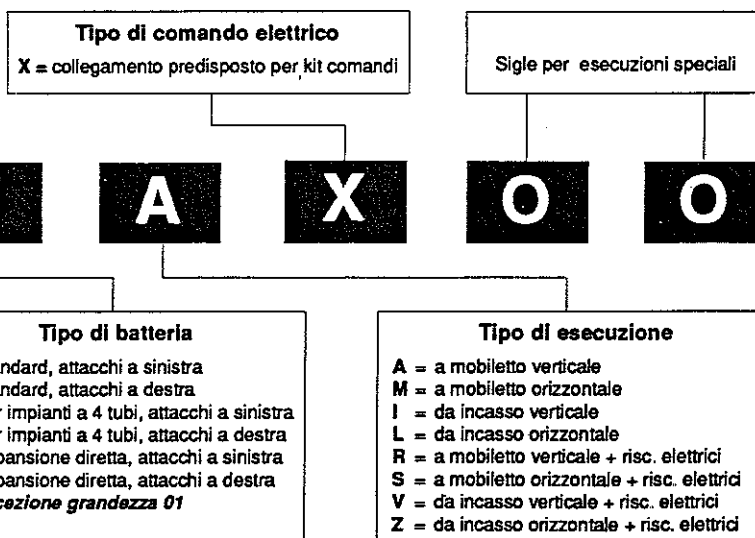 Tipo di comando elettrico
X = collegamento predisposto per kit comandi
Sigle per esecuzioni speciali
A X O O
Tipo di batteria
ndard, attacchi a sinistra
ndard, attacchi a destra
r impianti a 4 tubi, attacchi a sinistra
r impianti a 4 tubi, attacchi a destra
pansione diretta, attacchi a sinistra
pansione diretta, attacchi a destra
cezione grandezza 01
Tipo di esecuzione
A = a mobiletto verticale
M = a mobiletto orizzontale
I = da incasso verticale
L = da incasso orizzontale
R = a mobiletto verticale + risc. elettrici
S = a mobiletto orizzontale + risc. elettrici
V = da incasso verticale + risc. elettrici
Z = da incasso orizzontale + risc. elettrici